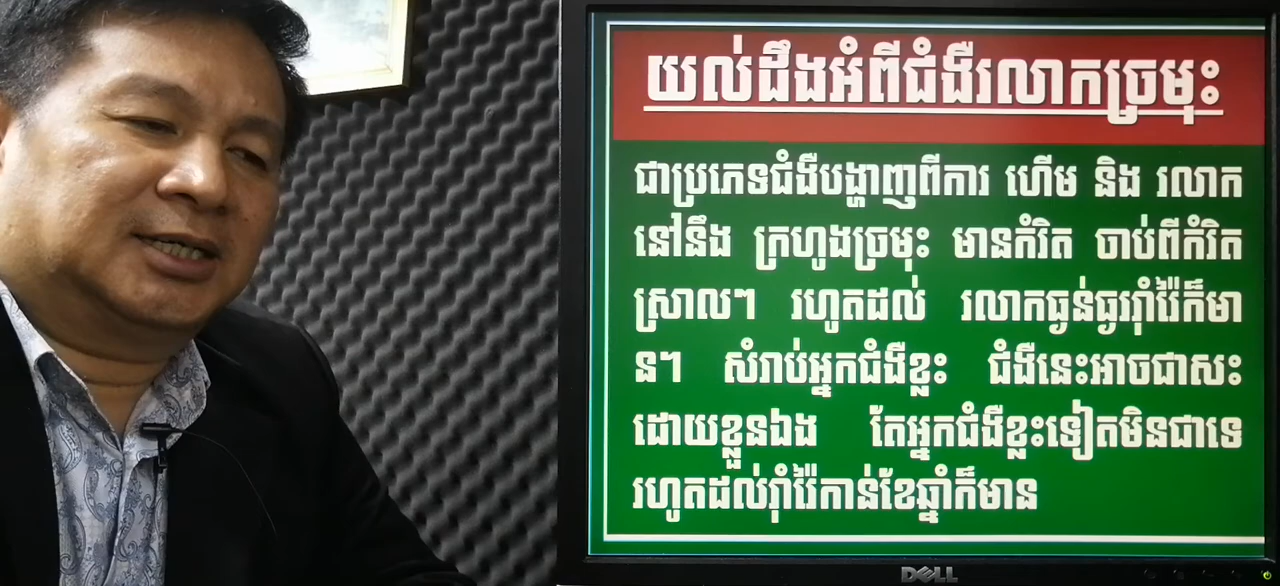 យល់ដឹងអំពីជំងឺរលាកច្រមុះ
ជាប្រភេទជំងឺបង្ហាញពីការ ហើម និង រលាក
នៅនឹង ក្រហូងច្រមុះ មានកំរិត ចាប់ពីកំរិត
ស្រាលៗ រហូតដល់ រលាកធ្ងន់ធ្ងររ៉ាំរ៉ៃក៏មា
ន។ សំរាប់អ្នកជំងឺខ្លះ ជំងឺនេះអាចជាសះ
ដោយខ្លួនឯង តែអ្នកជំងឺខ្លះទៀតមិនជាទេ
រហូតដល់រ៉ាំរ៉ៃកាន់ខែឆ្នាំក៏មាន
DELL